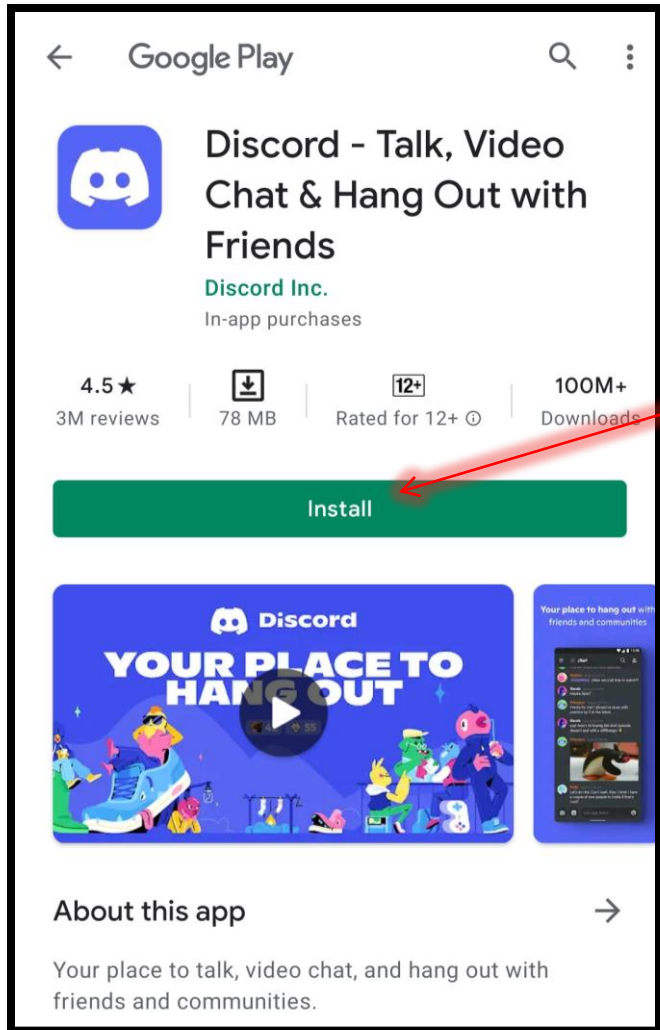 Google Play
Discord - Talk, Video
Chat & Hang Out with
Friends
Discord Inc.
In-app purchases
4.5★
3M reviews
78 MB
12+
Rated for 12+
100M+
Downloads
Install
Discord
YOUR PLACE TO
HANG OUT
Your place to hang out with
friends and communities
chat
About this app
Your place to talk, video chat, and hang out with
friends and communities.